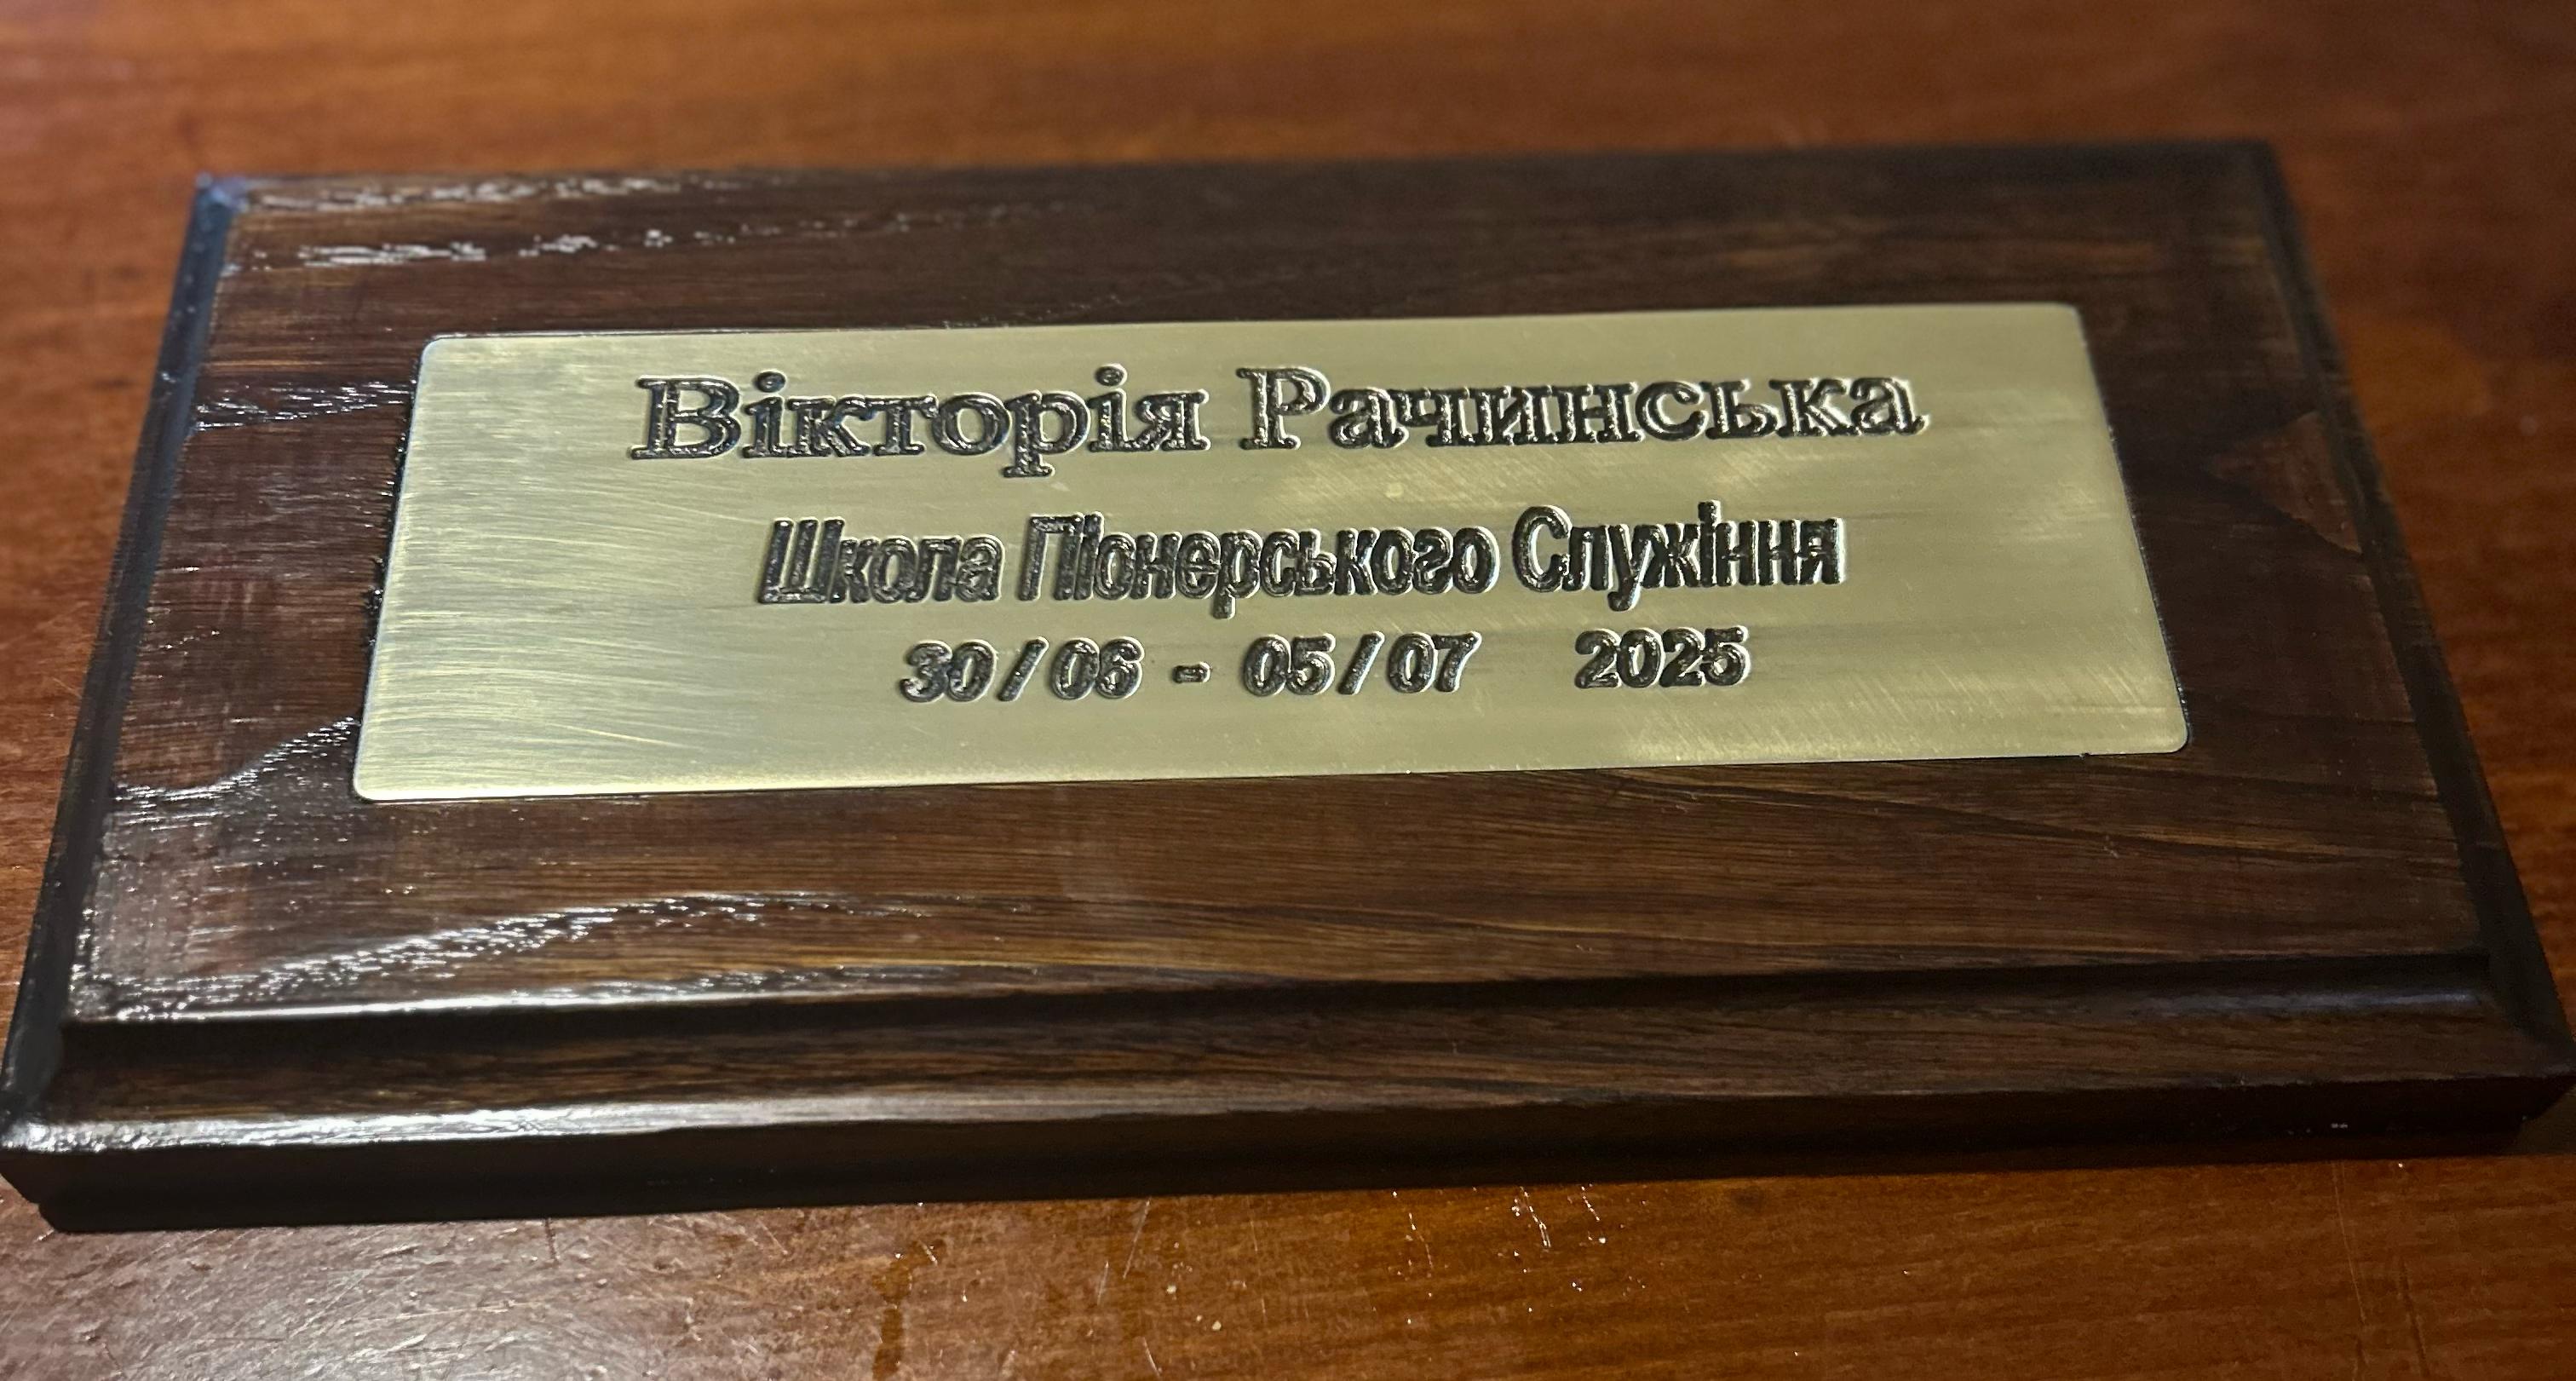 Вікторія Рачинська
Школа Піонерського Служіння
30/06 - 05/07 2025